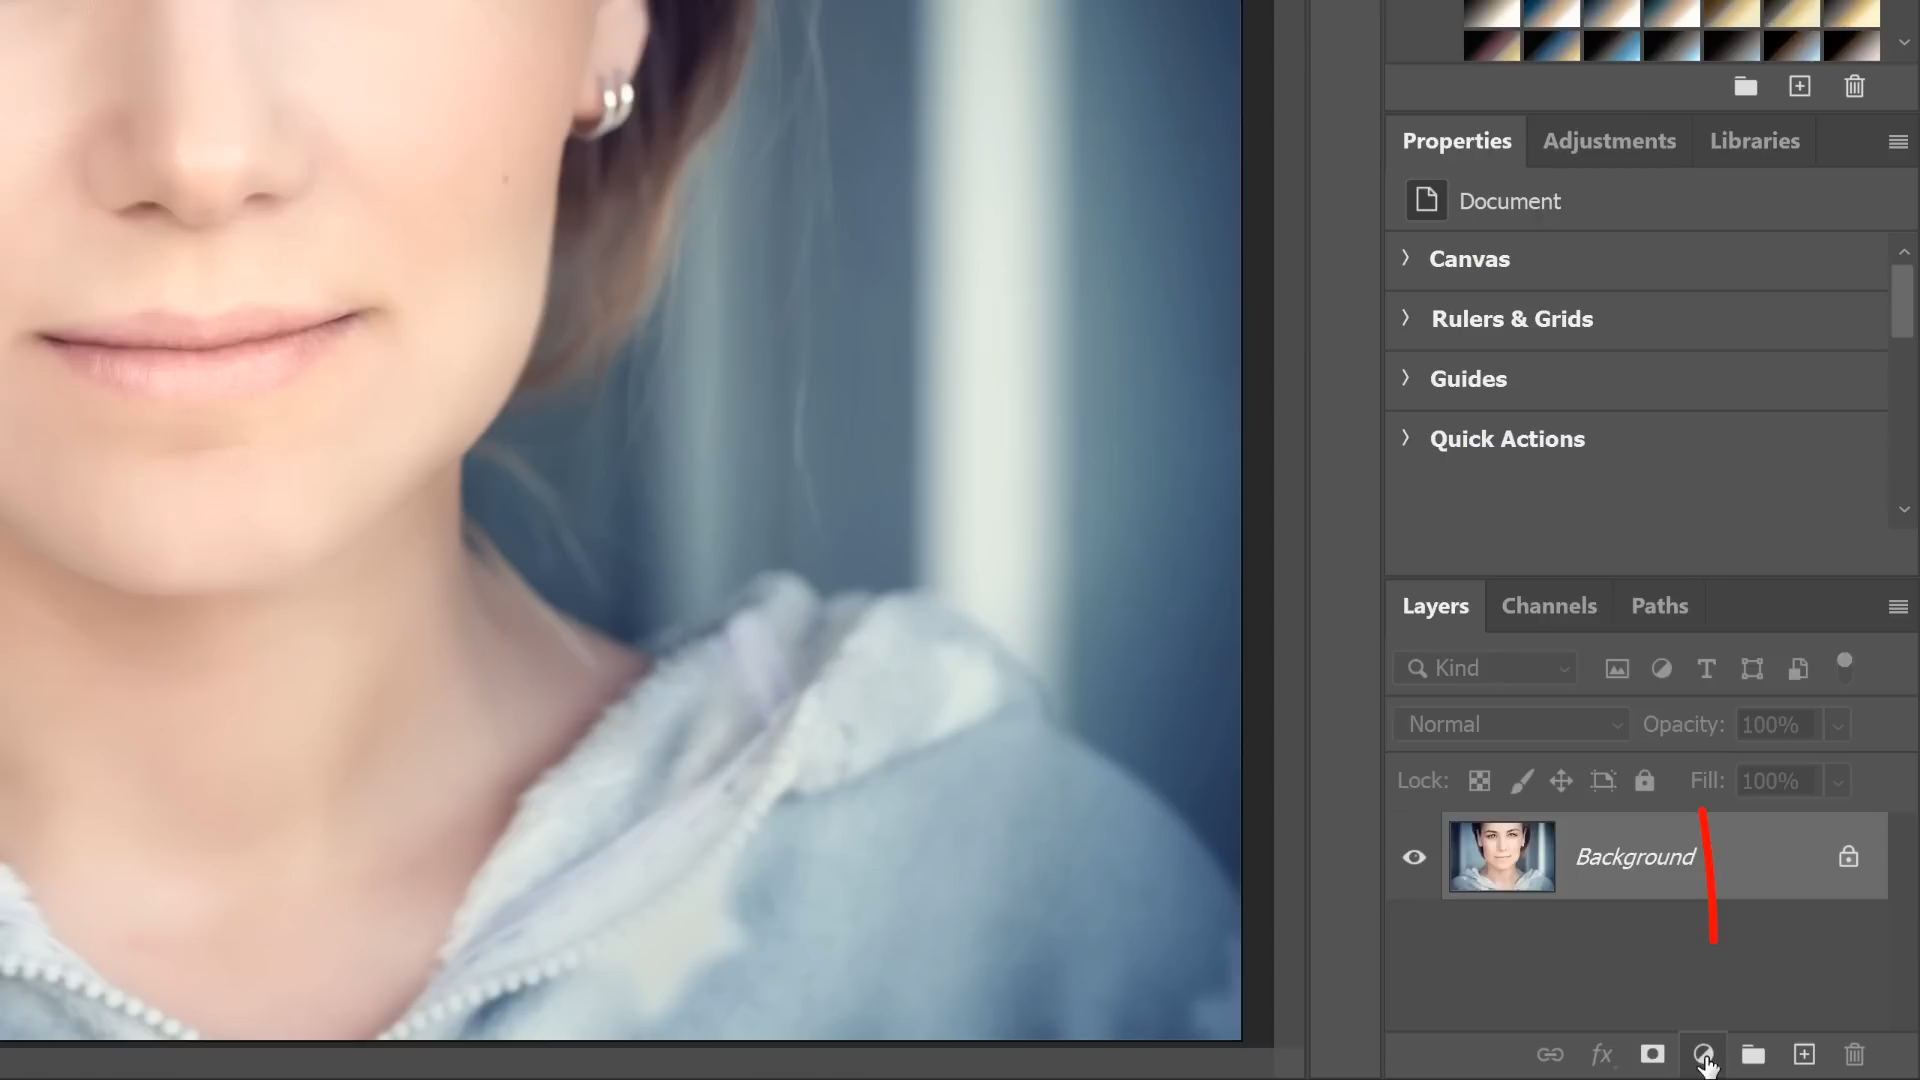 Properties
Adjustments
Libraries
Document
Canvas
Rulers & Grids
Guides
Quick Actions
Layers
Channels
Paths
Kind
Normal
Opacity: 100%
Lock:
Fill: 100%
Background
fx